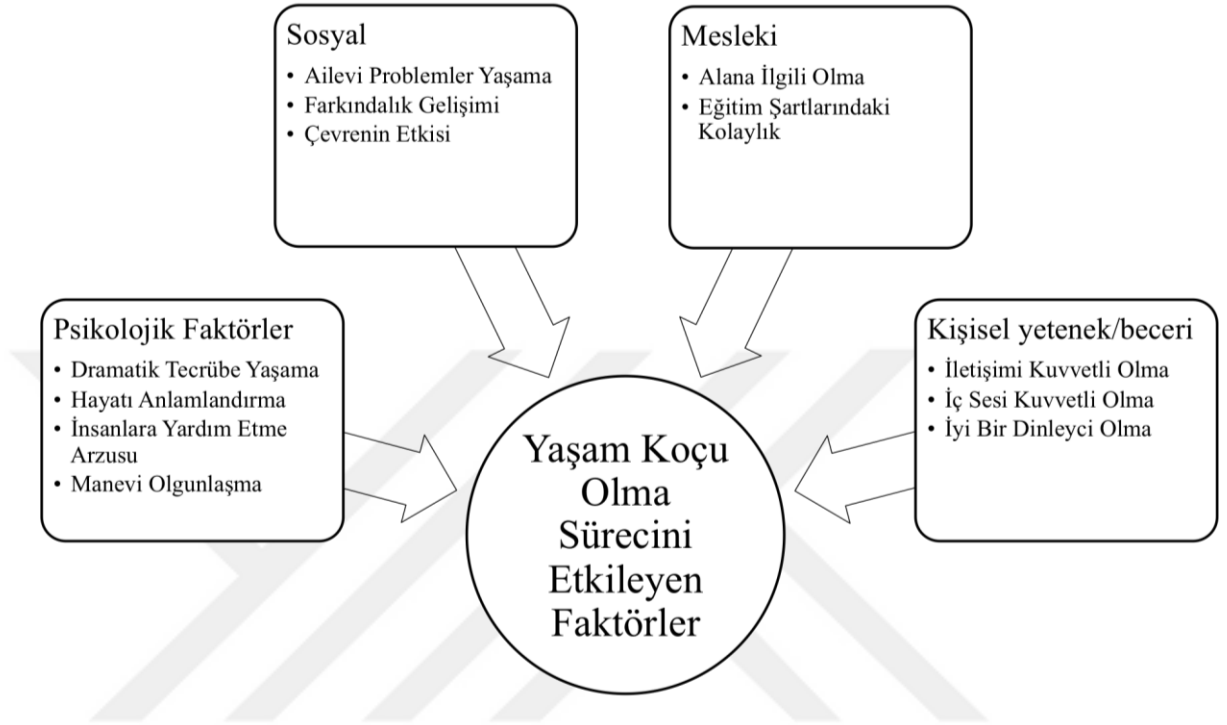 Sosyal
• Ailevi Problemler Yaşama
• Farkındalık Gelişimi
• Çevrenin Etkisi
Mesleki
• Alana İlgili Olma
• Eğitim Şartlarındaki
Kolaylık
Psikolojik Faktörler
• Dramatik Tecrübe Yaşama
• Hayatı Anlamlandırma
• İnsanlara Yardım Etme
Arzusu
• Manevi Olgunlaşma
Kişisel yetenek/beceri
• İletişimi Kuvvetli Olma
• İç Sesi Kuvvetli Olma
• İyi Bir Dinleyci Olma
Yaşam Koçu
Olma
Sürecini
Etkileyen
Faktörler